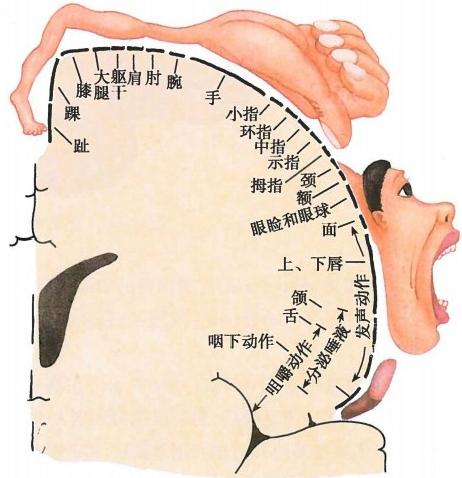 趾
踝
膝
大腿
躯干
肩
肘
腕
手
小指
环指
中指
示指
拇指
颈
额
眼睑和眼球
面
上、下唇
颌
舌
咽下动作
咀嚼动作
分泌唾液
发声动作